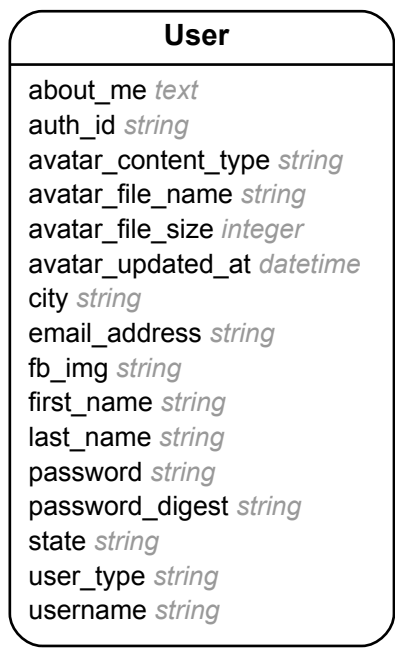 User
about_me text
auth_id string
avatar_content_type string
avatar_file_name string
avatar_file_size integer
avatar_updated_at datetime
city string
email_address string
fb_img string
first_name string
last_name string
password string
password_digest string
state string
user_type string
username string